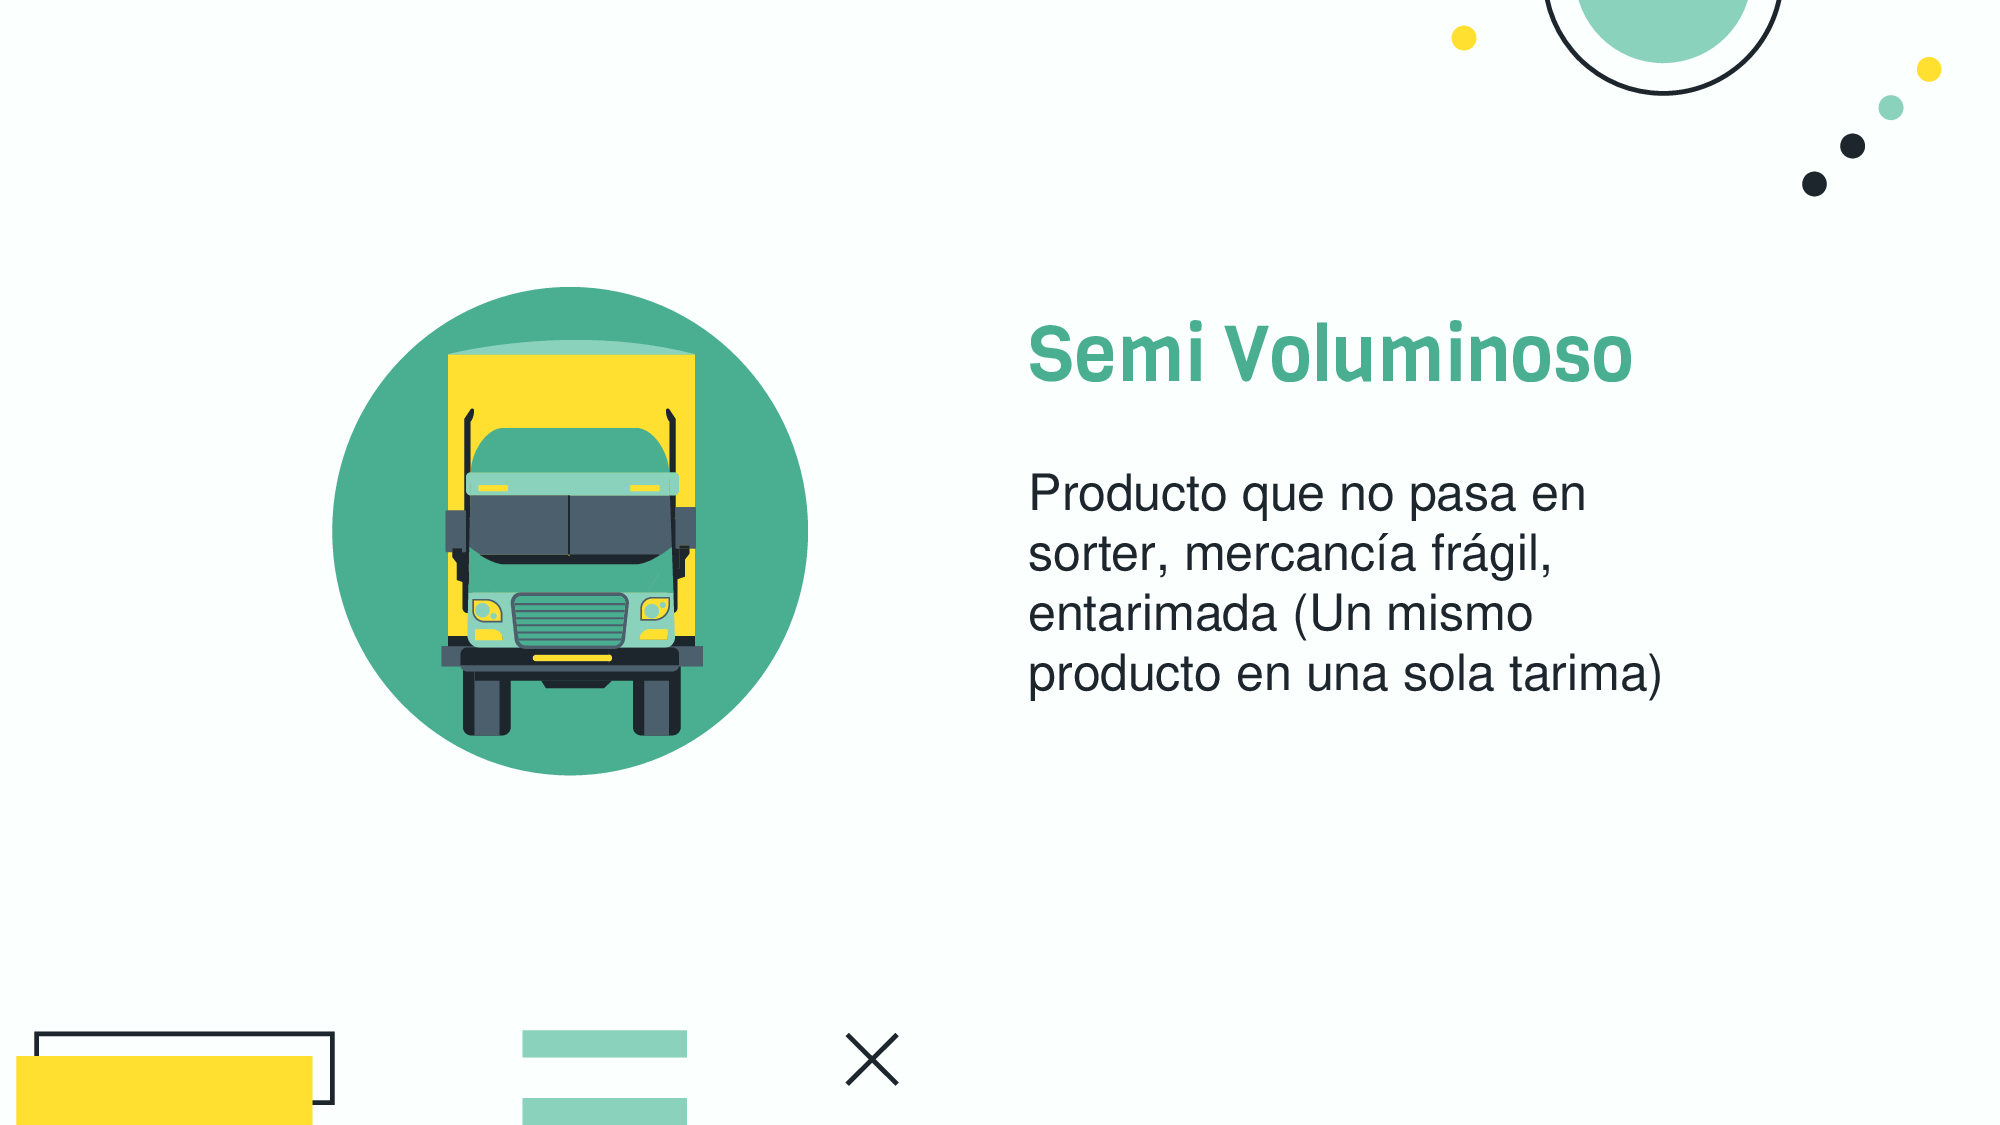 Semi Voluminoso
Producto que no pasa en
sorter, mercancía frágil,
entarimada (Un mismo
producto en una sola tarima)